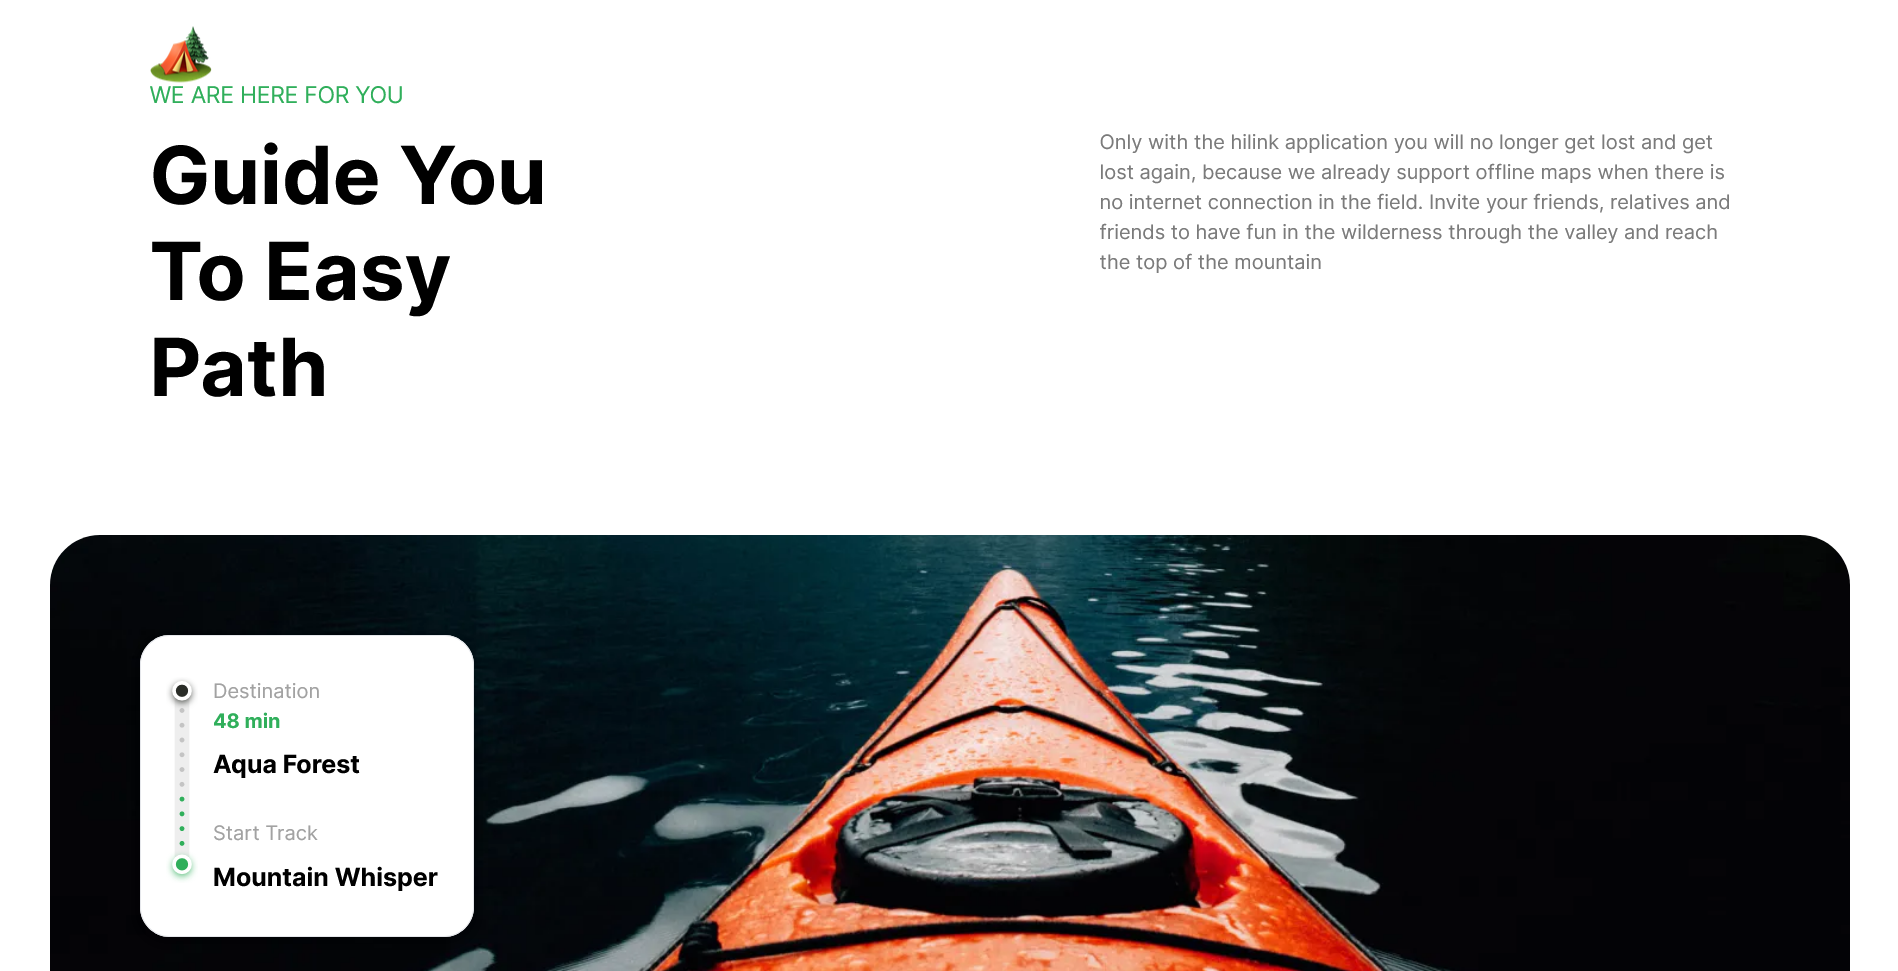 WE ARE HERE FOR YOU
Guide You
To Easy
Path
Only with the hilink application you will no longer get lost and get
lost again, because we already support offline maps when there is
no internet connection in the field. Invite your friends, relatives and
friends to have fun in the wilderness through the valley and reach
the top of the mountain
Destination
48 min
Aqua Forest
Start Track
Mountain Whisper